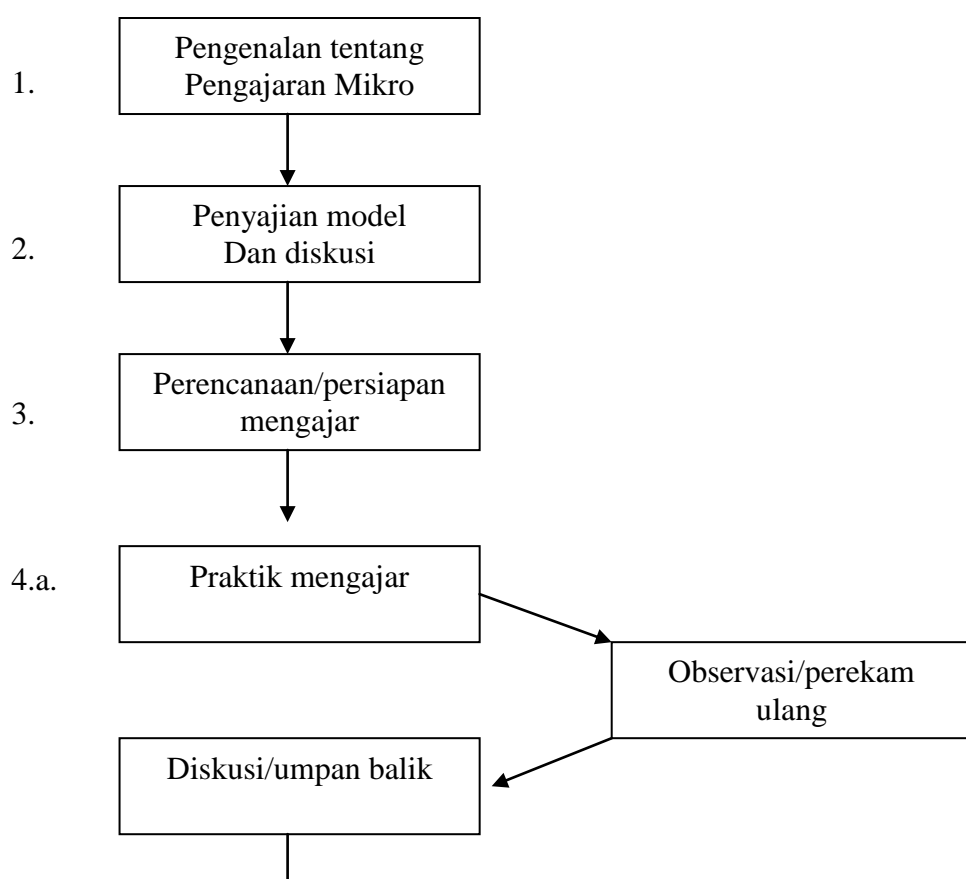 1.
Pengenalan tentang
Pengajaran Mikro
2.
Penyajian model
Dan diskusi
3.
Perencanaan/persiapan
mengajar
4.a.
Praktik mengajar
Observasi/perekam
ulang
Diskusi/umpan balik